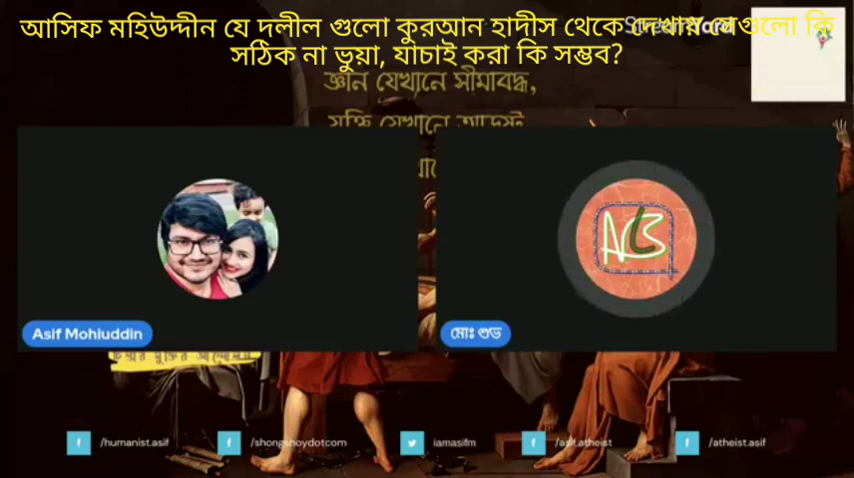 আসিফ মহিউদ্দীন যে দলীল গুলো কুরআন হাদীস থেকে দেখায় সেগুলো কি
সঠিক না ভুয়া, যাচাই করা কি সম্ভব?
জ্ঞান যেখানে সীমাবদ্ধ,
যুক্তি যেখানে আড়ষ্ট
Asif Mohiuddin
মোঃ শুভ
/humanist.asif
/shongshoydotcom
iamasifm
/asif.atheist
/atheist.asif